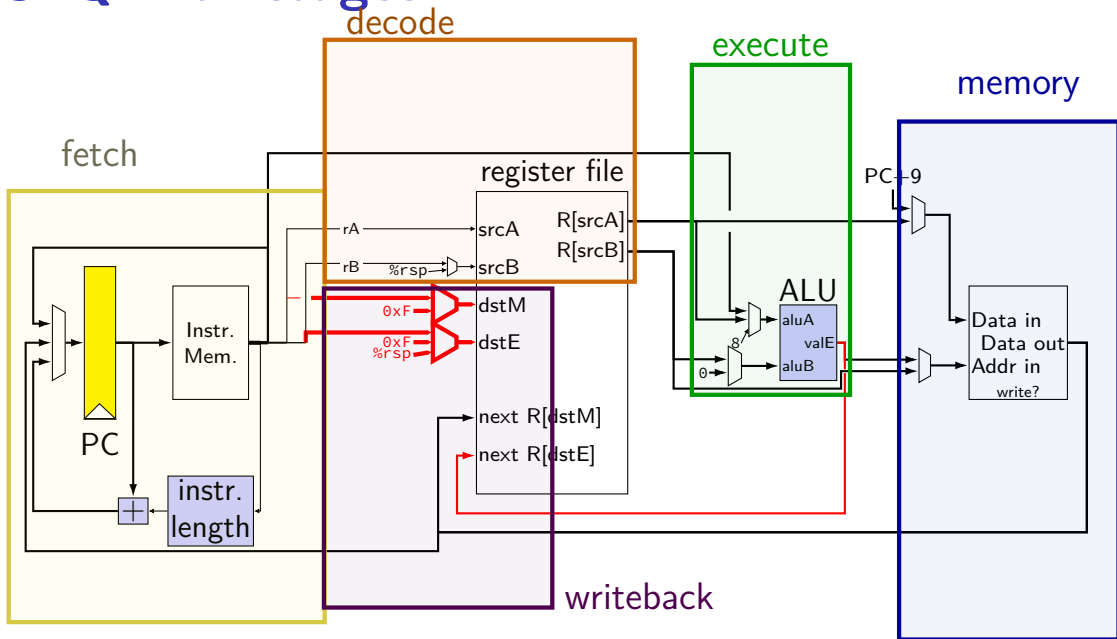 decode
execute
memory
fetch
register file
PC+9
rA
srcA
R[srcA]
R[srcB]
rB
%rsp
srcB
0xF
dstM
dstE
0xF
%rsp
Instr.
Mem.
PC
instr.
length
next R[dstM]
next R[dstE]
ALU
aluA
valE
aluB
8
0
Data in
Data out
Addr in
write?
writeback